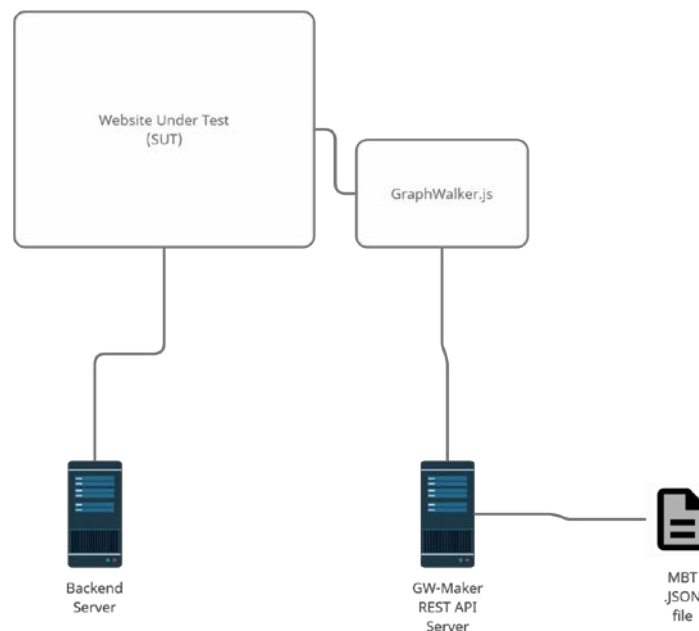 Website Under Test
(SUT)
GraphWalker.js
Backend
Server
GW-Maker
REST API
Server
MBT
.JSON
file